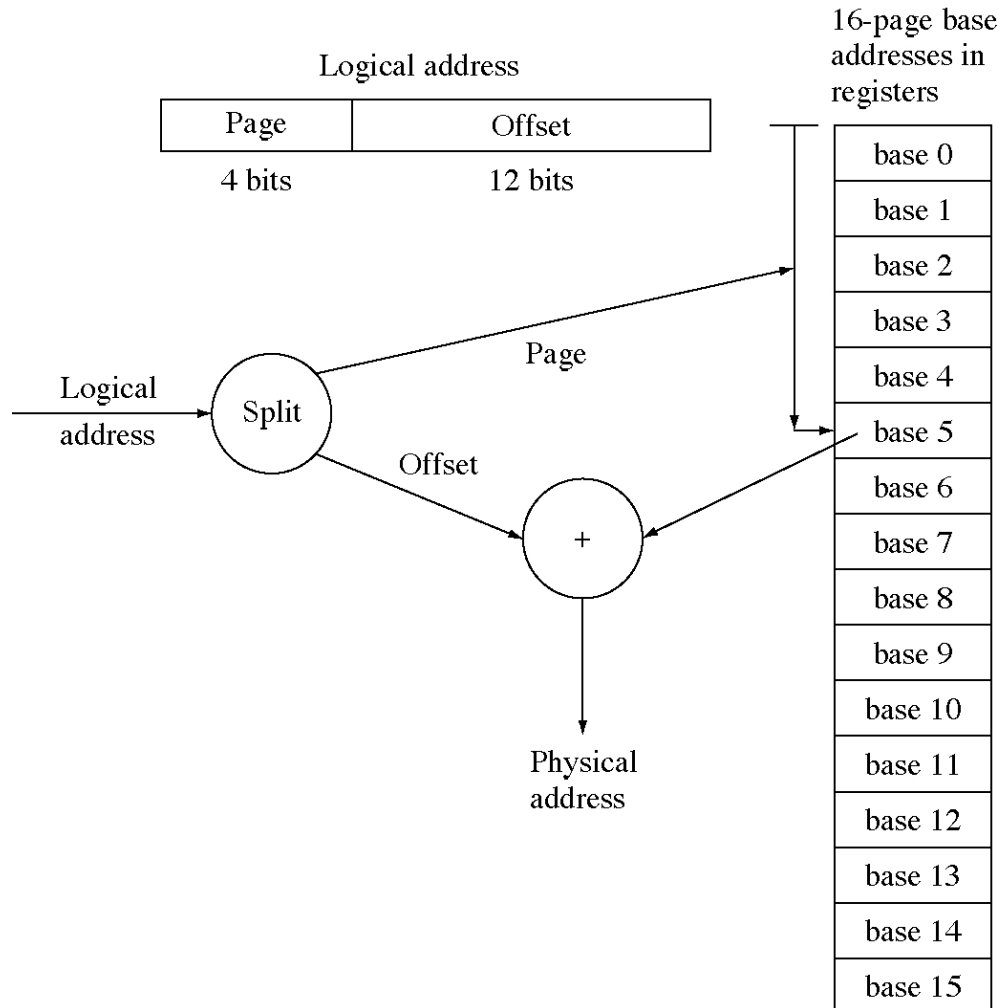 16-page base
addresses in
registers
Logical address
Page
Offset
4 bits
12 bits
base 0
base 1
base 2
base 3
base 4
base 5
base 6
base 7
base 8
base 9
base 10
base 11
base 12
base 13
base 14
base 15
Page
Logical
address
Split
Offset
+
Physical
address